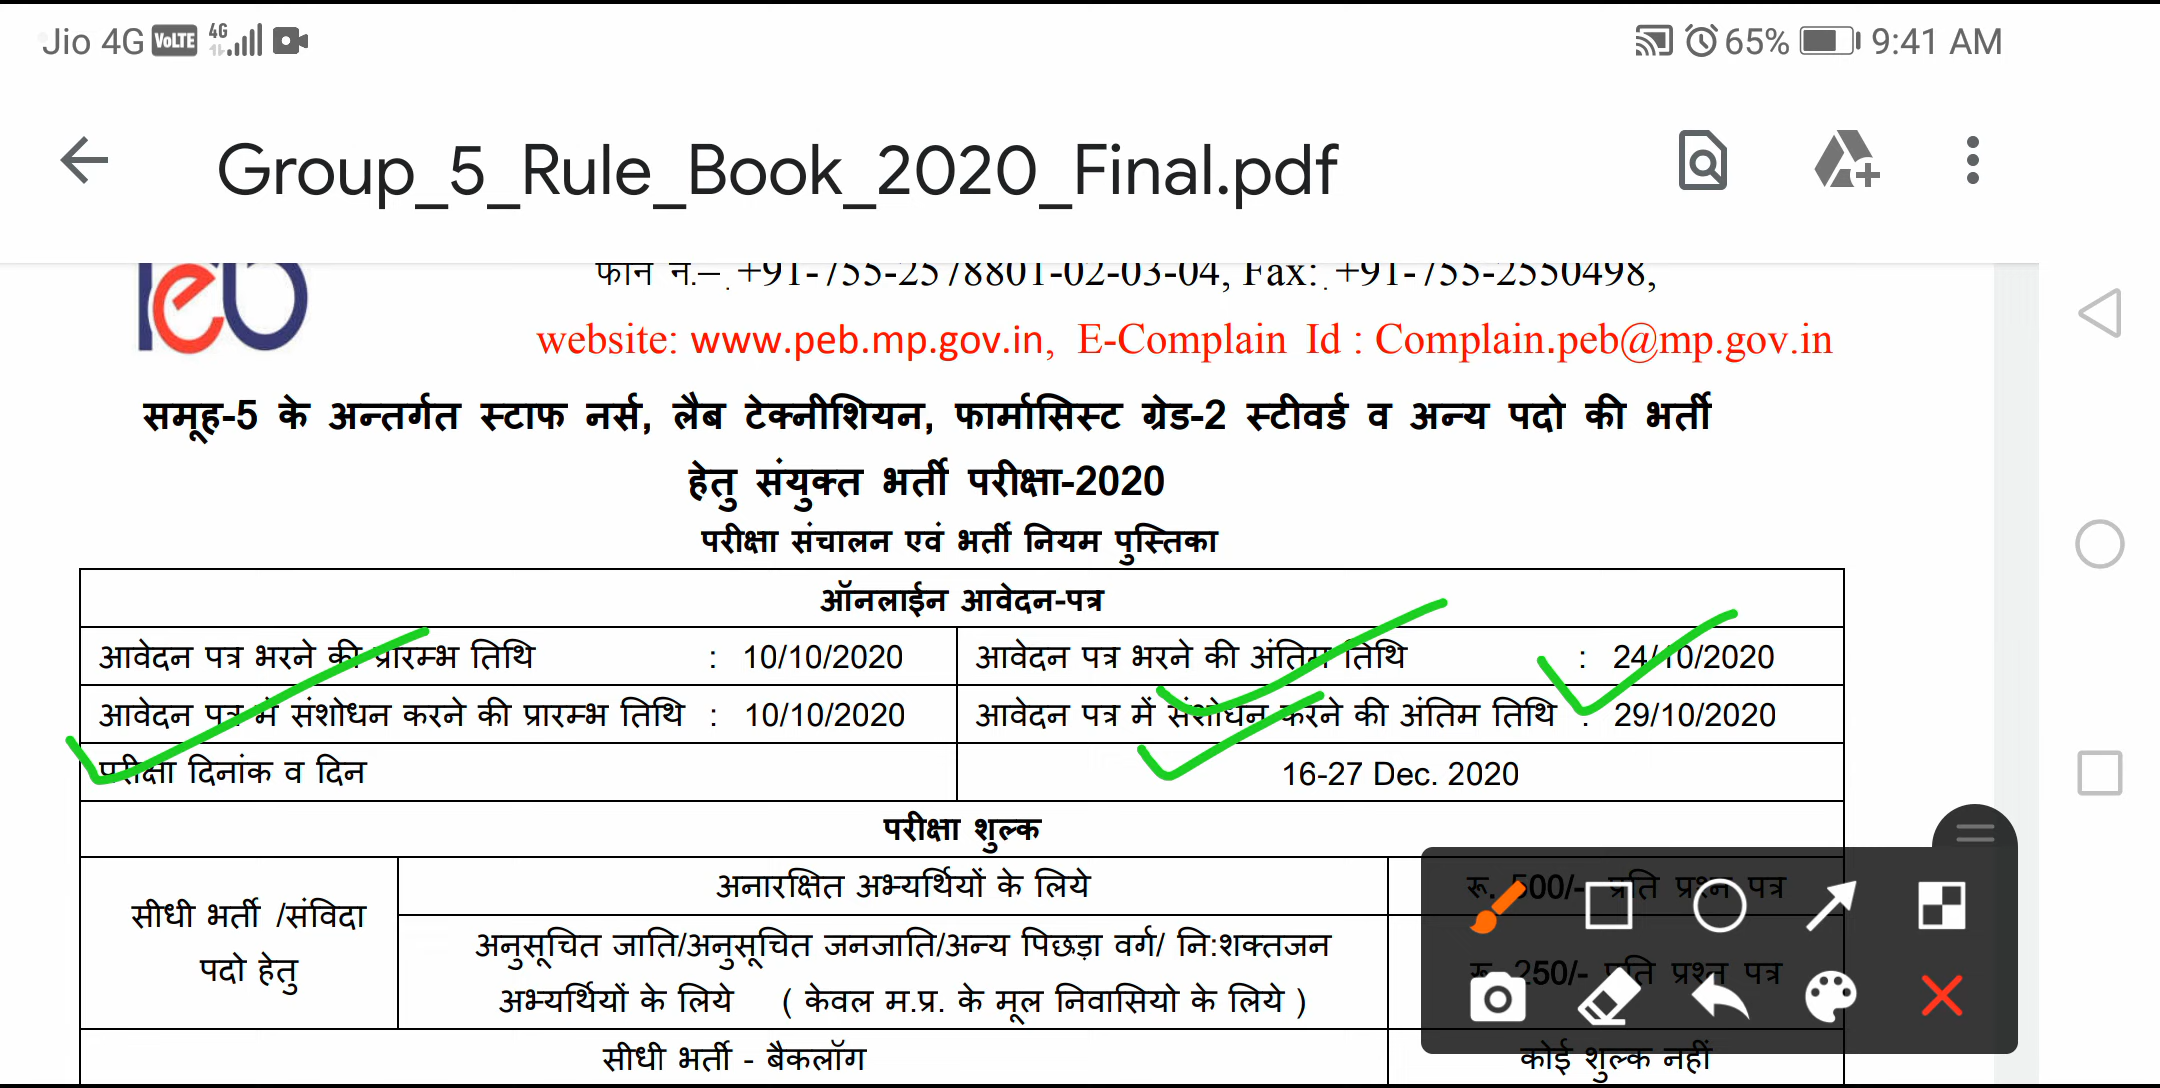 Jio 4G VoLTE 4G 65% 9:41 AM
Group_5_Rule_Book_2020_Final.pdf
peb
फोन नं.– +91-755-2578801-02-03-04, Fax: +91-755-2550498,
website: www.peb.mp.gov.in, E-Complain Id : Complain.peb@mp.gov.in
समूह-5 के अन्तर्गत स्टाफ नर्स, लैब टेक्नीशियन, फार्मासिस्ट ग्रेड-2 स्टीवर्ड व अन्य पदो की भर्ती
हेतु संयुक्त भर्ती परीक्षा-2020
परीक्षा संचालन एवं भर्ती नियम पुस्तिका
ऑनलाईन आवेदन-पत्र
आवेदन पत्र भरने की प्रारम्भ तिथि : 10/10/2020 आवेदन पत्र भरने की अंतिम तिथि : 24/10/2020
आवेदन पत्र में संशोधन करने की प्रारम्भ तिथि : 10/10/2020 आवेदन पत्र में संशोधन करने की अंतिम तिथि : 29/10/2020
परीक्षा दिनांक व दिन 16-27 Dec. 2020
परीक्षा शुल्क
सीधी भर्ती /संविदा
पदो हेतु
अनारक्षित अभ्यर्थियों के लिये रू. 500/- प्रति प्रश्न पत्र
अनुसूचित जाति/अनुसूचित जनजाति/अन्य पिछड़ा वर्ग/ नि:शक्तजन
अभ्यर्थियों के लिये ( केवल म.प्र. के मूल निवासियो के लिये ) रू. 250/- प्रति प्रश्न पत्र
सीधी भर्ती - बैकलॉग कोई शुल्क नहीं